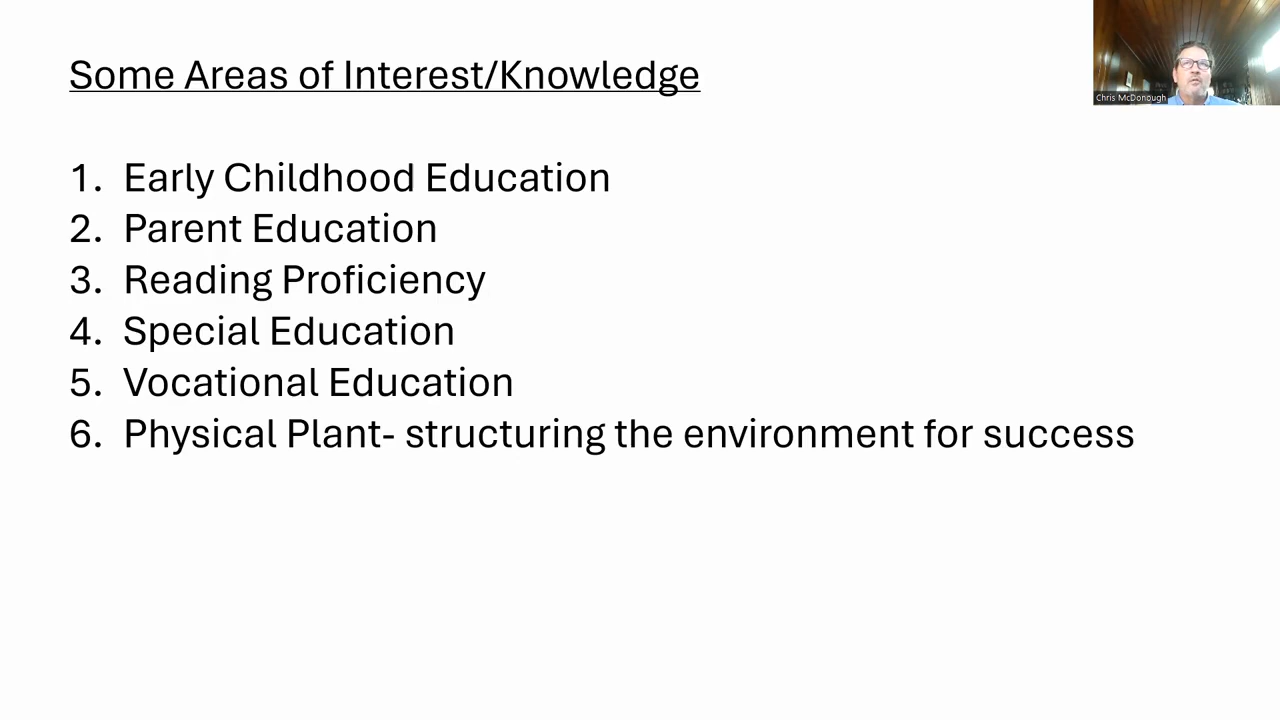 Some Areas of Interest/Knowledge
Chris McDonough
1. Early Childhood Education
2. Parent Education
3. Reading Proficiency
4. Special Education
5. Vocational Education
6. Physical Plant- structuring the environment for success